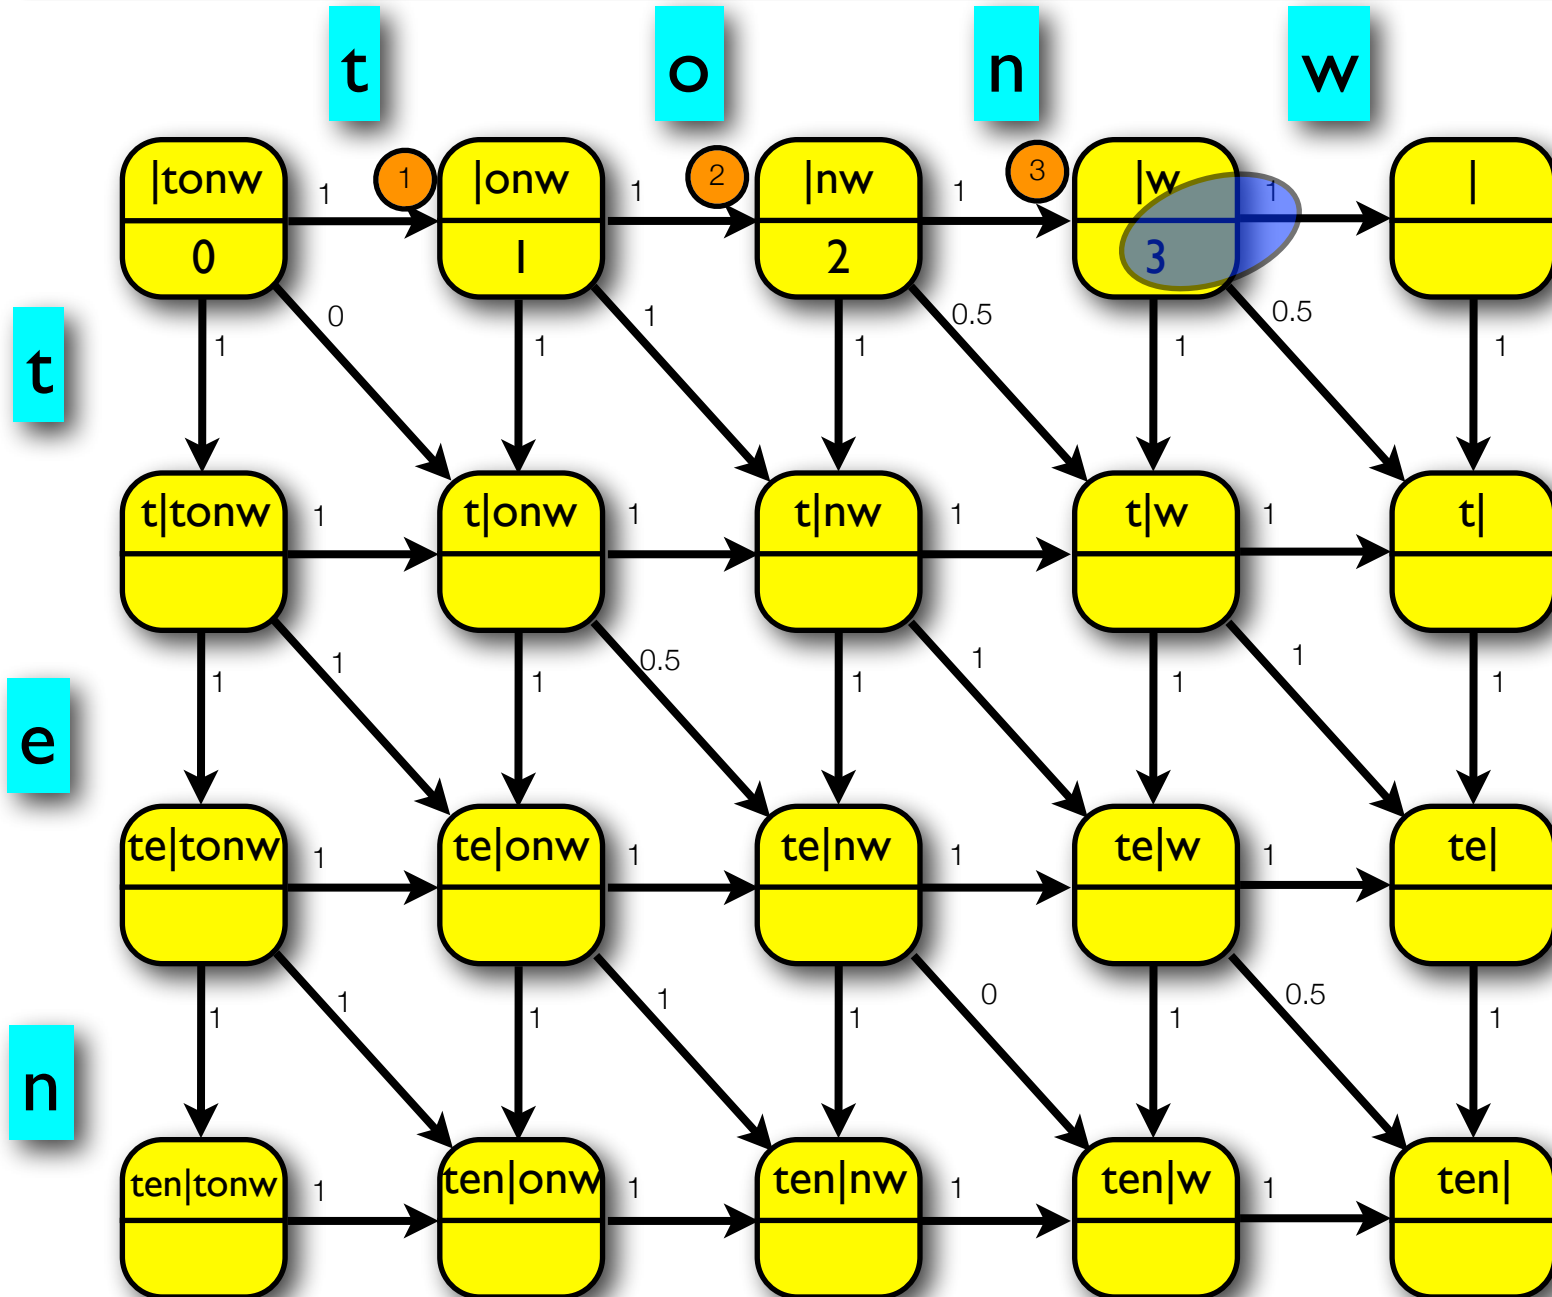 t o n w
|tonw 1 1 |onw 1 2 |nw 1 3 |w 1 |
0 1 2 3
0 1 0.5 0.5
t 1 1 1 1 1
t|tonw 1 t|onw 1 t|nw 1 t|w 1 t|
1 0.5 1 1
e 1 1 1 1 1
te|tonw 1 te|onw 1 te|nw 1 te|w 1 te|
1 1 0 0.5
n 1 1 1 1 1
ten|tonw 1 ten|onw 1 ten|nw 1 ten|w 1 ten|